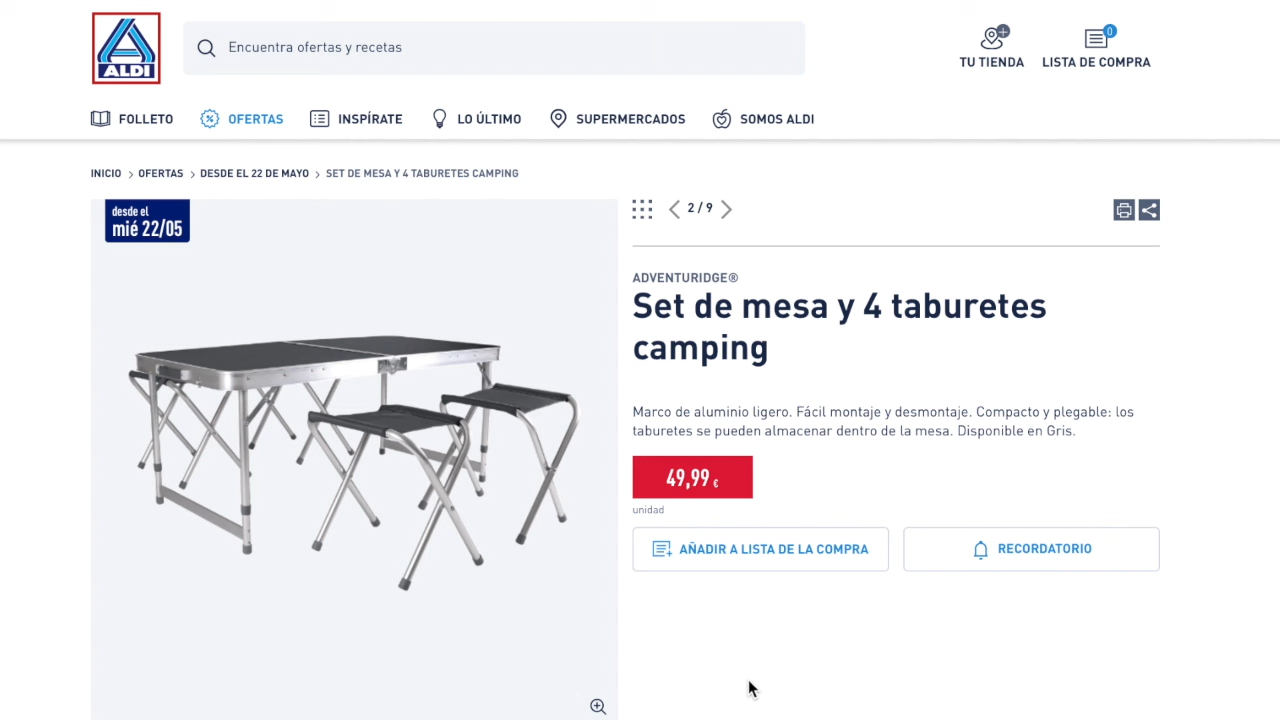 ALDI
Encuentra ofertas y recetas
TU TIENDA
0
LISTA DE COMPRA
FOLLETO
OFERTAS
INSPÍRATE
LO ÚLTIMO
SUPERMERCADOS
SOMOS ALDI
INICIO > OFERTAS > DESDE EL 22 DE MAYO > SET DE MESA Y 4 TABURETES CAMPING
desde el
mié 22/05
2 / 9
ADVENTURIDGE®
Set de mesa y 4 taburetes
camping
Marco de aluminio ligero. Fácil montaje y desmontaje. Compacto y plegable: los
taburetes se pueden almacenar dentro de la mesa. Disponible en Gris.
49,99 €
unidad
AÑADIR A LISTA DE LA COMPRA
RECORDATORIO